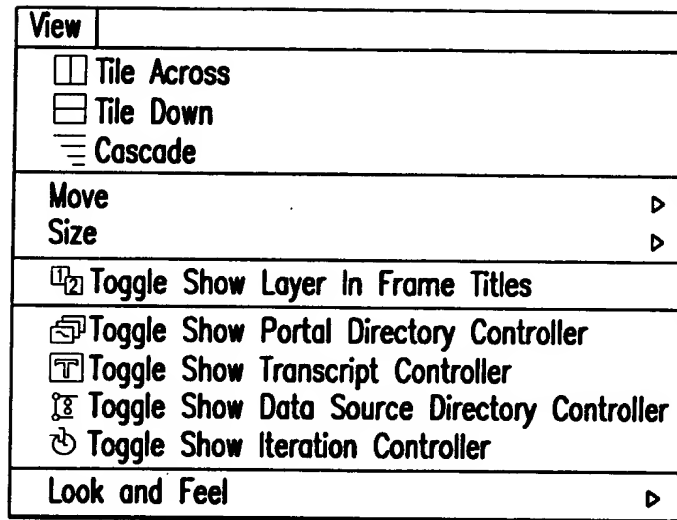 View
Tile Across
Tile Down
Cascade
Move
Size
Toggle Show Layer In Frame Titles
Toggle Show Portal Directory Controller
Toggle Show Transcript Controller
Toggle Show Data Source Directory Controller
Toggle Show Iteration Controller
Look and Feel